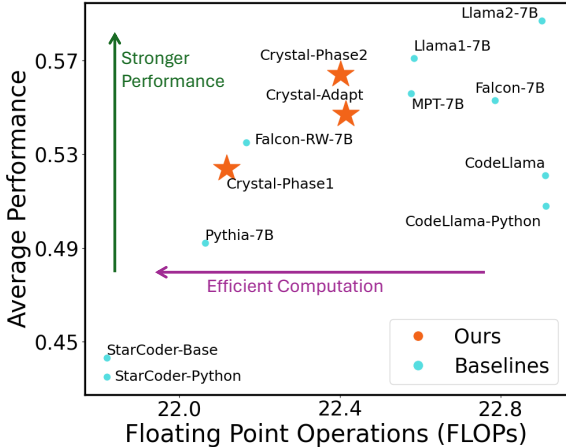 Llama2-7B
Llama1-7B
Crystal-Phase2
Stronger
Performance
Crystal-Adapt
Falcon-7B
MPT-7B
Falcon-RW-7B
CodeLlama
Crystal-Phase1
CodeLlama-Python
Pythia-7B
Efficient Computation
StarCoder-Base
StarCoder-Python
Ours
Baselines
0.57
0.53
0.49
0.45
Average Performance
22.0
22.4
22.8
Floating Point Operations (FLOPs)